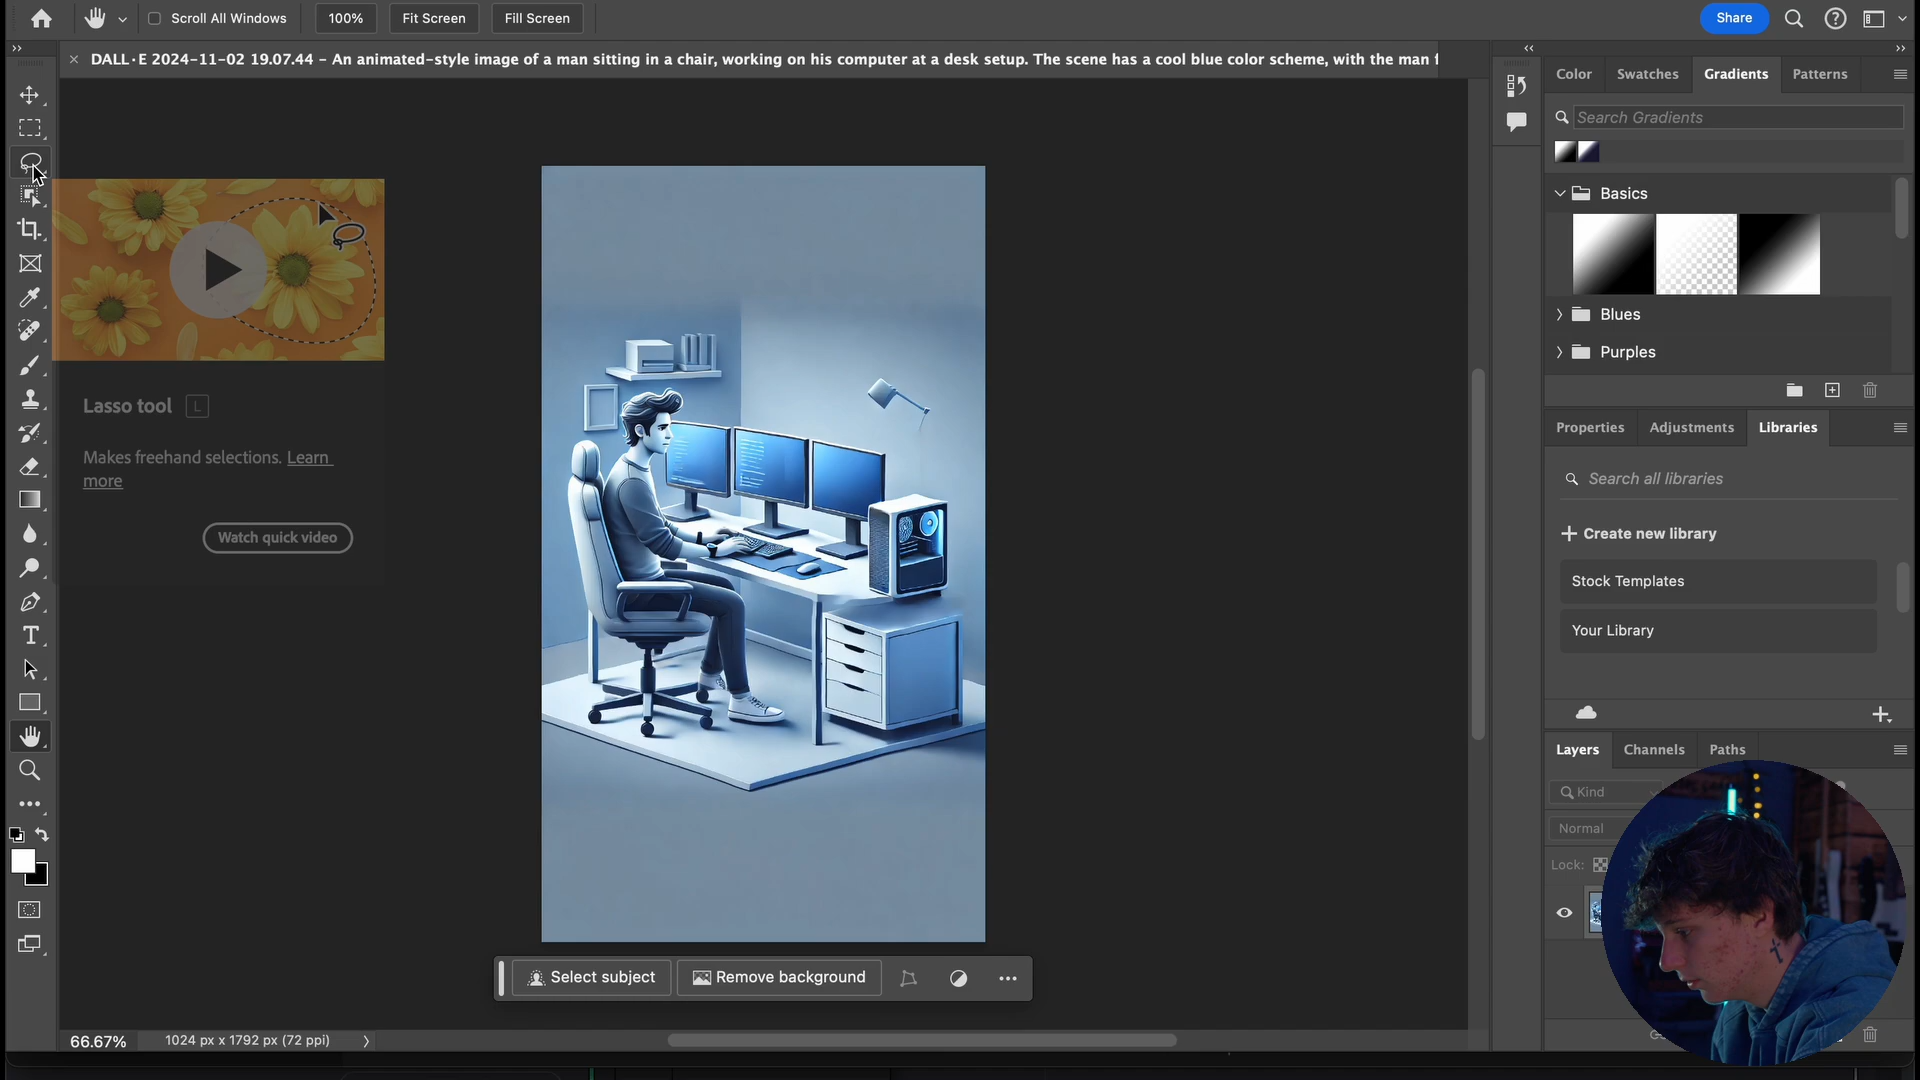 Scroll All Windows
100%
Fit Screen
Fill Screen
Share
DALL·E 2024-11-02 19.07.44 – An animated-style image of a man sitting in a chair, working on his computer at a desk setup. The scene has a cool blue color scheme, with the man
Color
Swatches
Gradients
Patterns
Search Gradients
Basics
Blues
Purples
Lasso tool L
Makes freehand selections. Learn
more
Watch quick video
Properties
Adjustments
Libraries
Search all libraries
Create new library
Stock Templates
Your Library
Layers
Channels
Paths
Kind
Normal
Lock:
Select subject
Remove background
66.67%
1024 px x 1792 px (72 ppi)